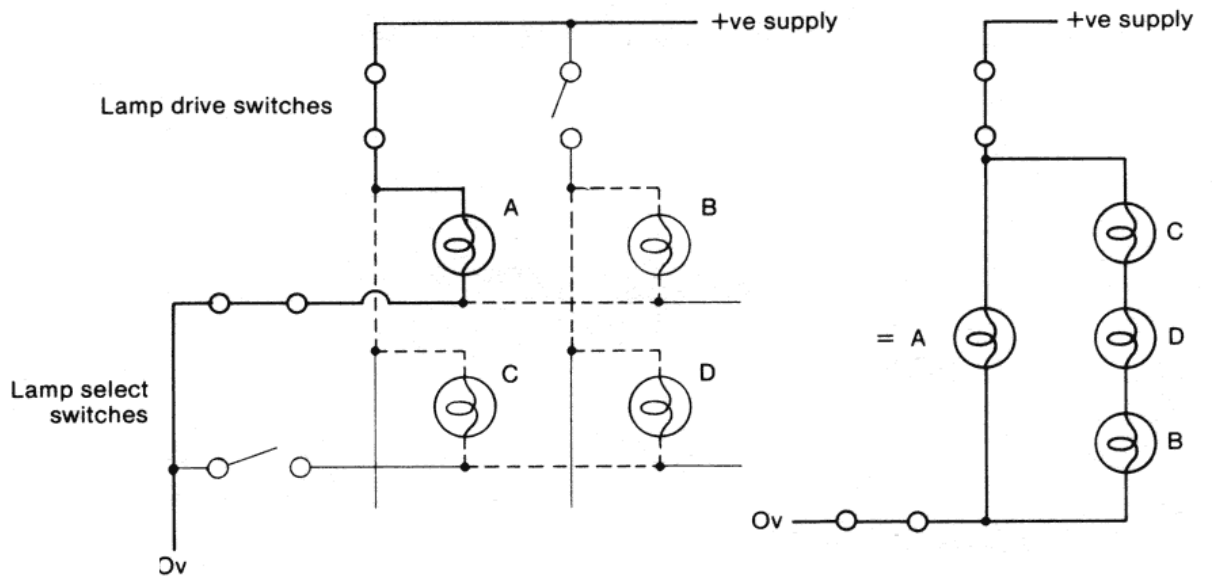 +ve supply
Lamp drive switches
A
B
Lamp select
switches
C
D
Ov
+ve supply
C
= A
D
B
Ov